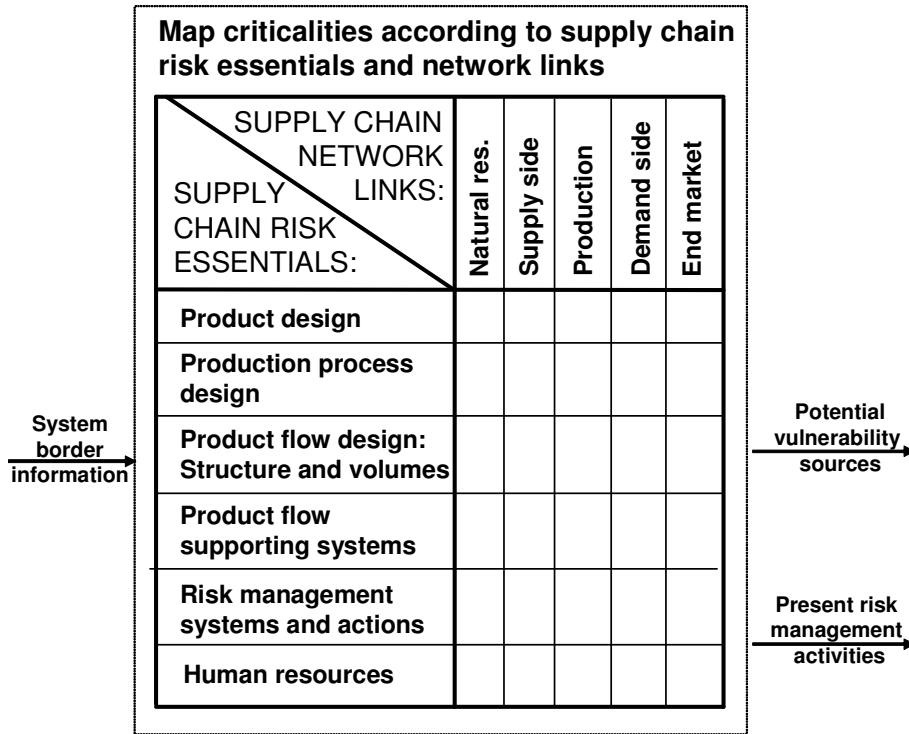 Map criticalities according to supply chain
risk essentials and network links
SUPPLY CHAIN
NETWORK
LINKS:
SUPPLY
CHAIN RISK
ESSENTIALS:
Natural res.
Supply side
Production
Demand side
End market
Product design
Production process
design
Product flow design:
Structure and volumes
Product flow
supporting systems
Risk management
systems and actions
Human resources
System
border
information
Potential
vulnerability
sources
Present risk
management
activities